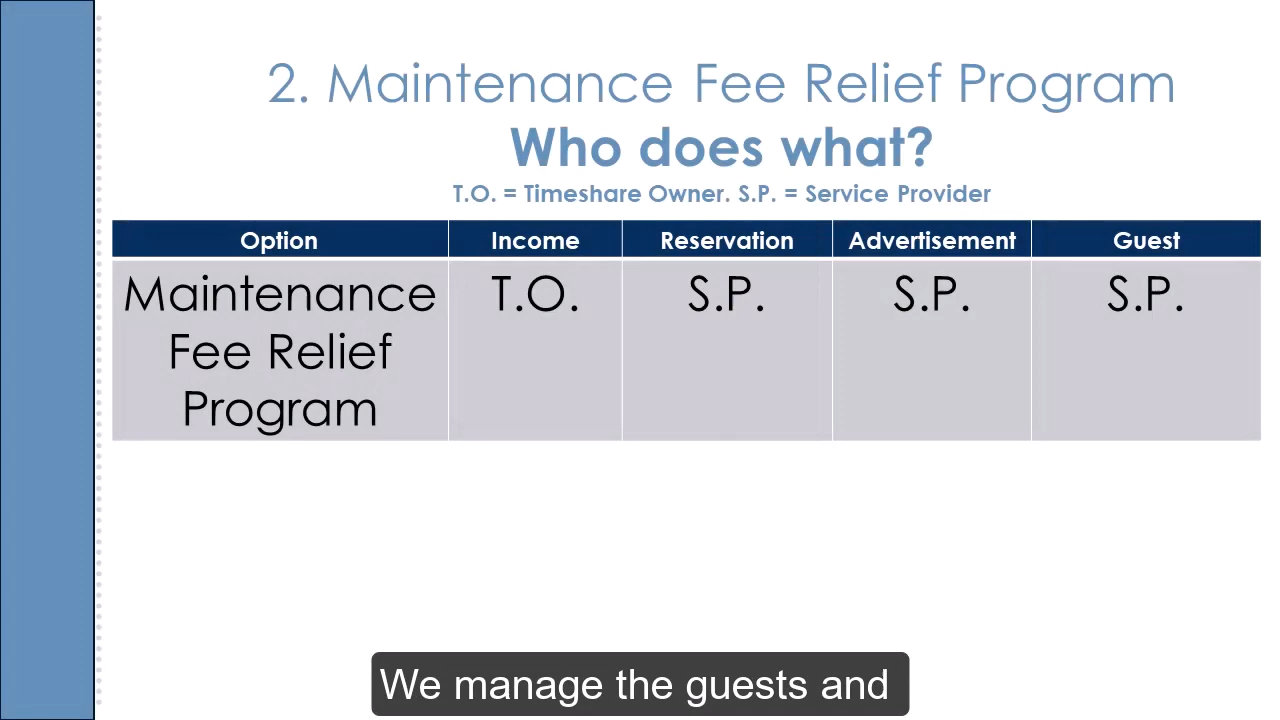 2. Maintenance Fee Relief Program
Who does what?
T.O. = Timeshare Owner. S.P. = Service Provider
Option Income Reservation Advertisement Guest
Maintenance T.O. S.P. S.P. S.P.
Fee Relief
Program
We manage the guests and